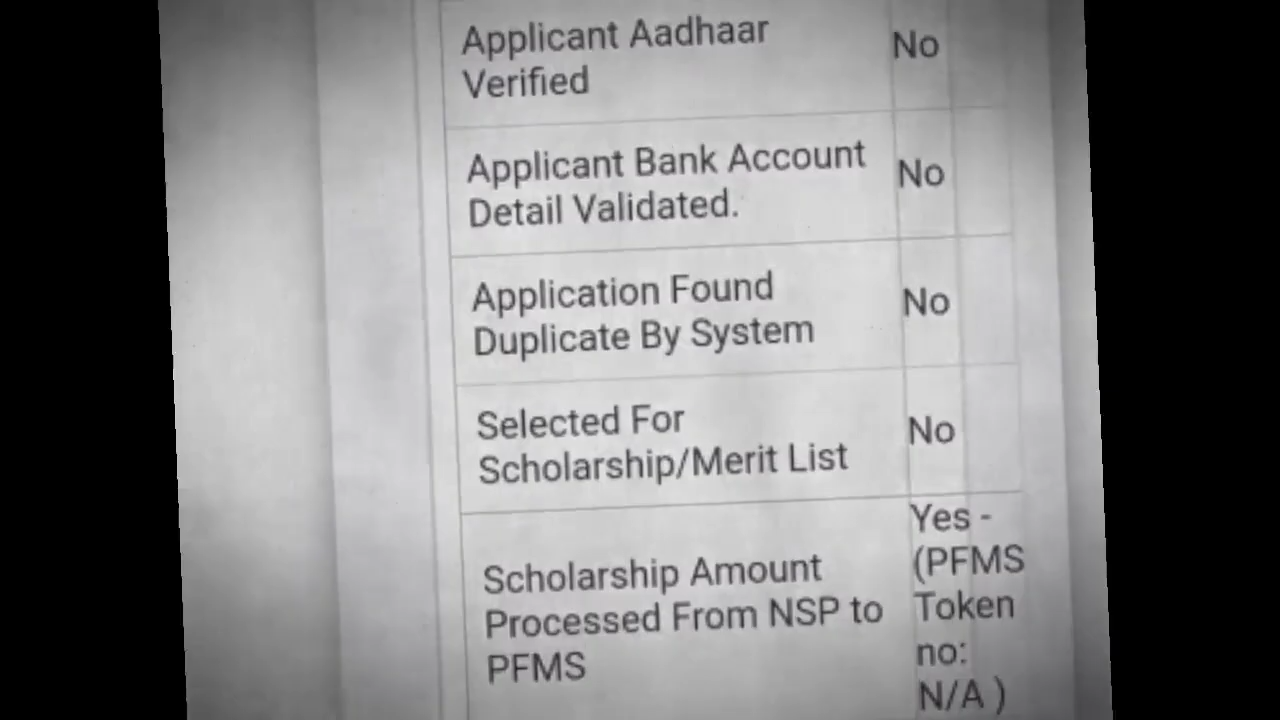 Applicant Aadhaar
Verified
No
Applicant Bank Account
Detail Validated.
No
Application Found
Duplicate By System
No
Selected For
Scholarship/Merit List
No
Scholarship Amount
Processed From NSP to
PFMS
Yes -
(PFMS
Token
no:
N/A )